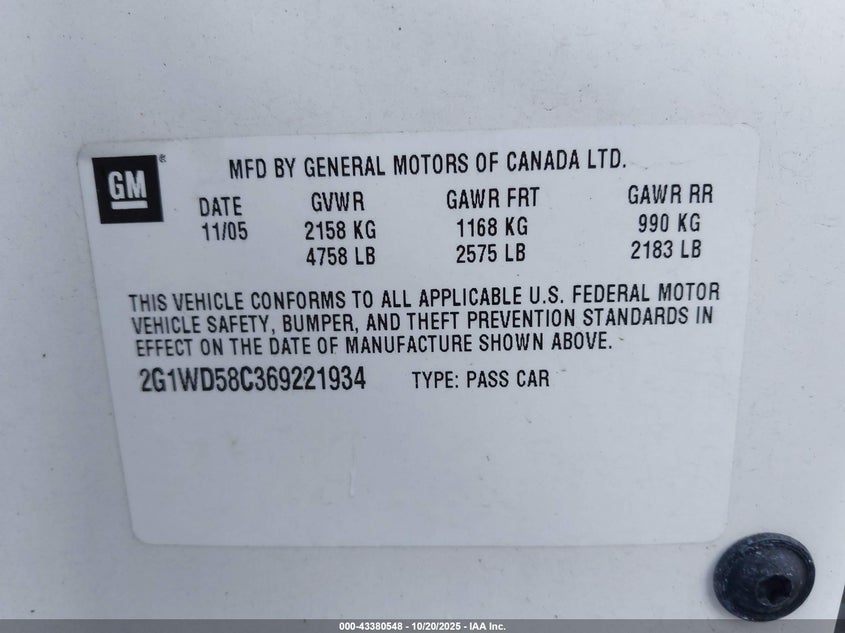 GM®
MFD BY GENERAL MOTORS OF CANADA LTD.
DATE GVWR GAWR FRT GAWR RR
11/05 2158 KG 1168 KG 990 KG
4758 LB 2575 LB 2183 LB
THIS VEHICLE CONFORMS TO ALL APPLICABLE U.S. FEDERAL MOTOR
VEHICLE SAFETY, BUMPER, AND THEFT PREVENTION STANDARDS IN
EFFECT ON THE DATE OF MANUFACTURE SHOWN ABOVE.
2G1WD58C369221934 TYPE: PASS CAR
000-43380548 - 10/20/2025 - IAA Inc.